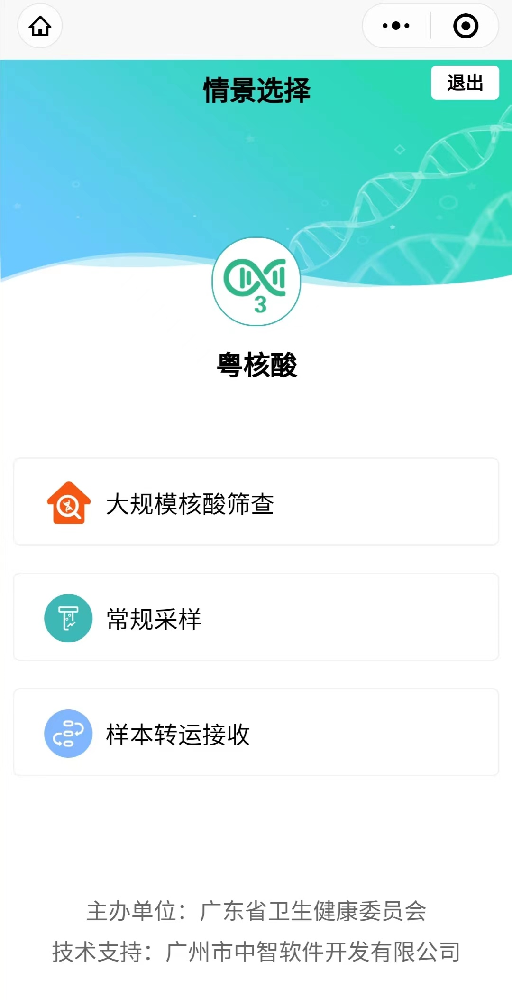 情景选择
退出
3
粤核酸
大规模核酸筛查
常规采样
样本转运接收
主办单位：广东省卫生健康委员会
技术支持：广州市中智软件开发有限公司